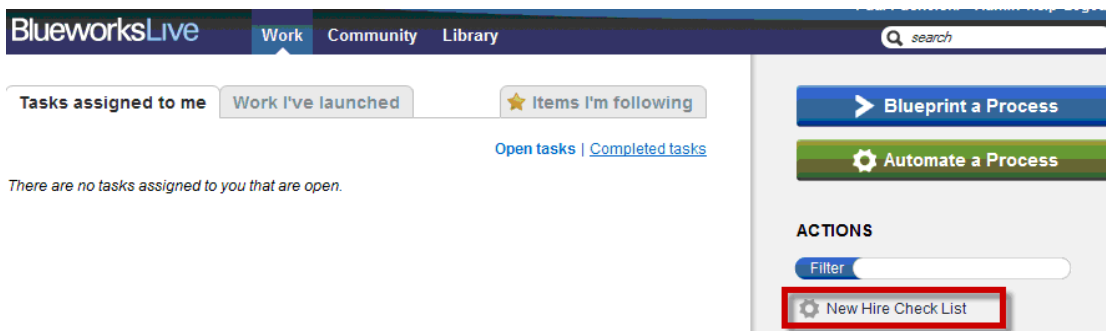 BlueworksLive
Work Community Library
search
Tasks assigned to me Work I've launched Items I'm following
Open tasks | Completed tasks
There are no tasks assigned to you that are open.
Blueprint a Process
Automate a Process
ACTIONS
Filter
New Hire Check List